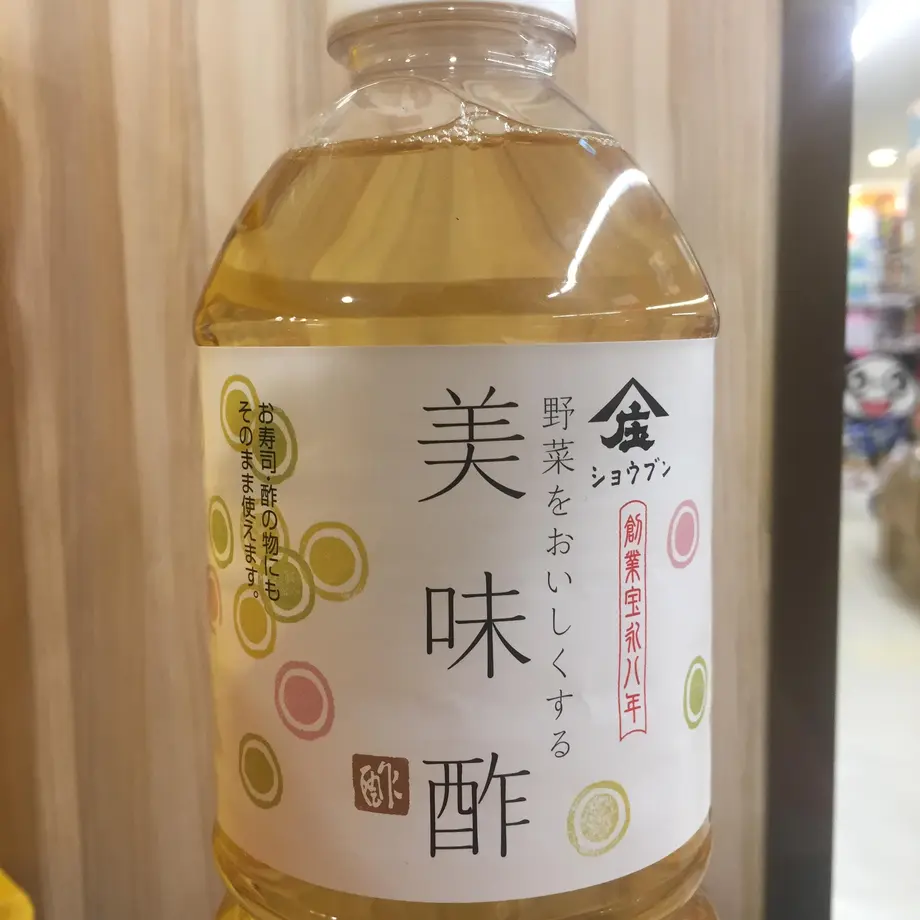 庄
ショウブン
創業宝永八年
野菜をおいしくする
美味酢
酢
お寿司・酢の物にも
そのまま使えます。